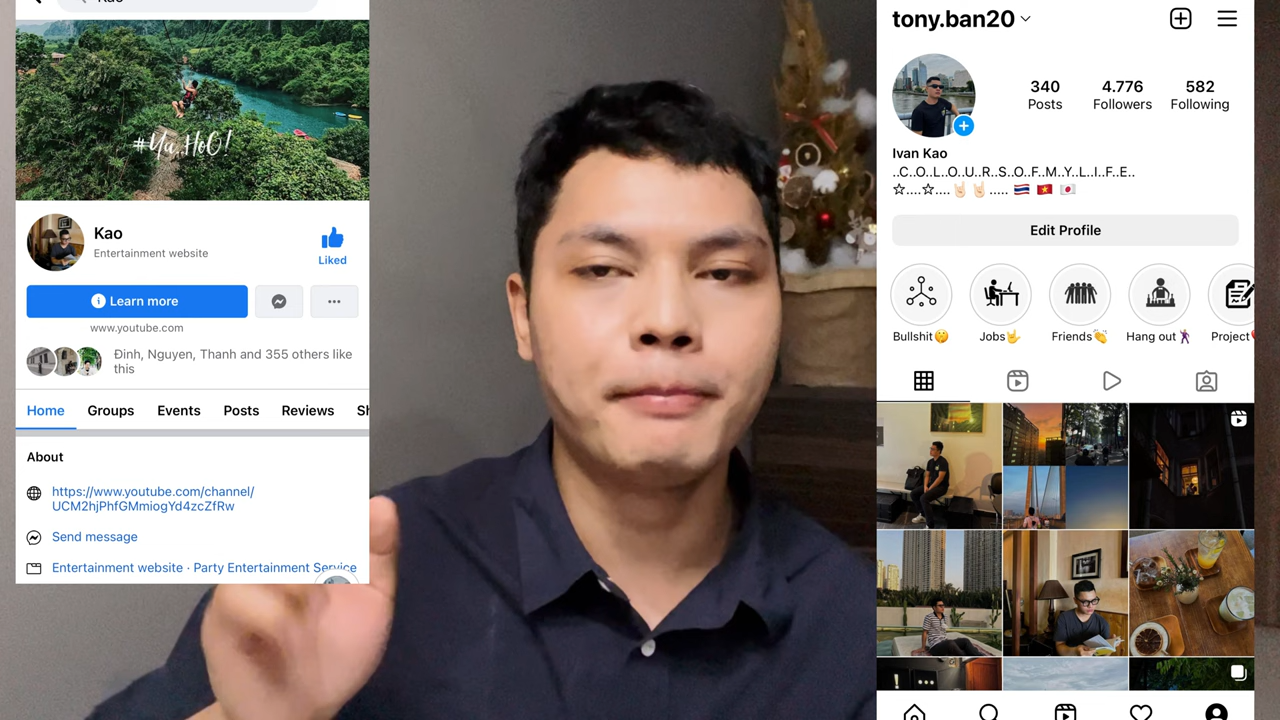 Kao
#Ya..HoO!
Kao
Entertainment website
Liked
Learn more
www.youtube.com
Đinh, Nguyen, Thanh and 355 others like
this
Home Groups Events Posts Reviews Sh
About
https://www.youtube.com/channel/
UCM2hjPhfGMmiogYd4zcZfRw
Send message
Entertainment website · Party Entertainment Service
tony.ban20
340 4.776 582
Posts Followers Following
Ivan Kao
..C..O..L..O..U..R..S..O..F..M..Y..L..I..F..E..
☆....☆....🤘🏻🤘🏻..... 🇹🇭 🇻🇳 🇯🇵
Edit Profile
Bullshit🤫 Jobs🤟 Friends👏 Hang out🕺 Project